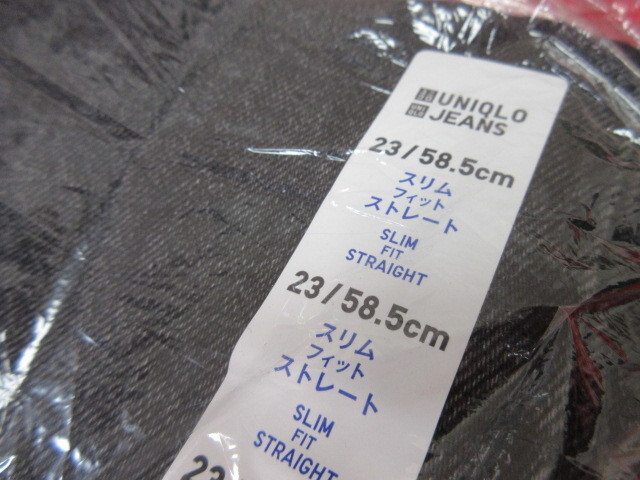 UNIQLO
JEANS
23/58.5cm
スリム
フィット
ストレート
SLIM
FIT
STRAIGHT
23/58.5cm
スリム
フィット
ストレート
SLIM
FIT
STRAIGHT
23